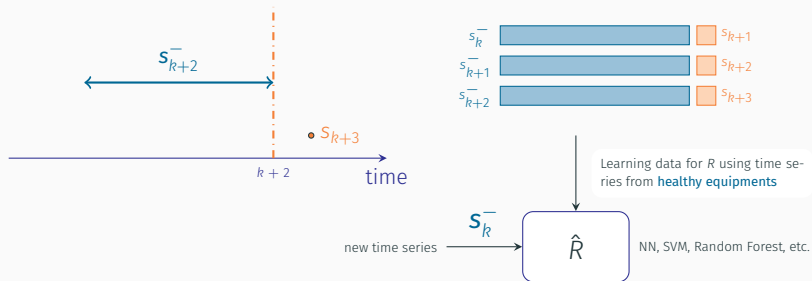 s⁻ₖ₊₂
sₖ₊₃
k + 2
time
s⁻ₖ
sₖ₊₁
s⁻ₖ₊₁
sₖ₊₂
s⁻ₖ₊₂
sₖ₊₃
Learning data for R using time se-
ries from healthy equipments
s⁻ₖ
new time series
R̂
NN, SVM, Random Forest, etc.